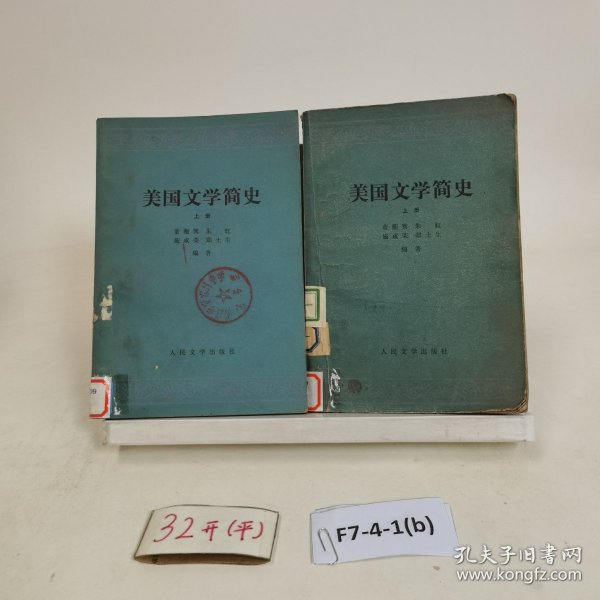 美国文学简史
上册
董衡巽 朱虹
施咸荣 郑土生
编著
人民文学出版社
美国文学简史
上册
董衡巽 朱虹
施咸荣 郑土生
编著
人民文学出版社
32开(平)
F7-4-1(b)
孔夫子旧书网
www.kongfz.com